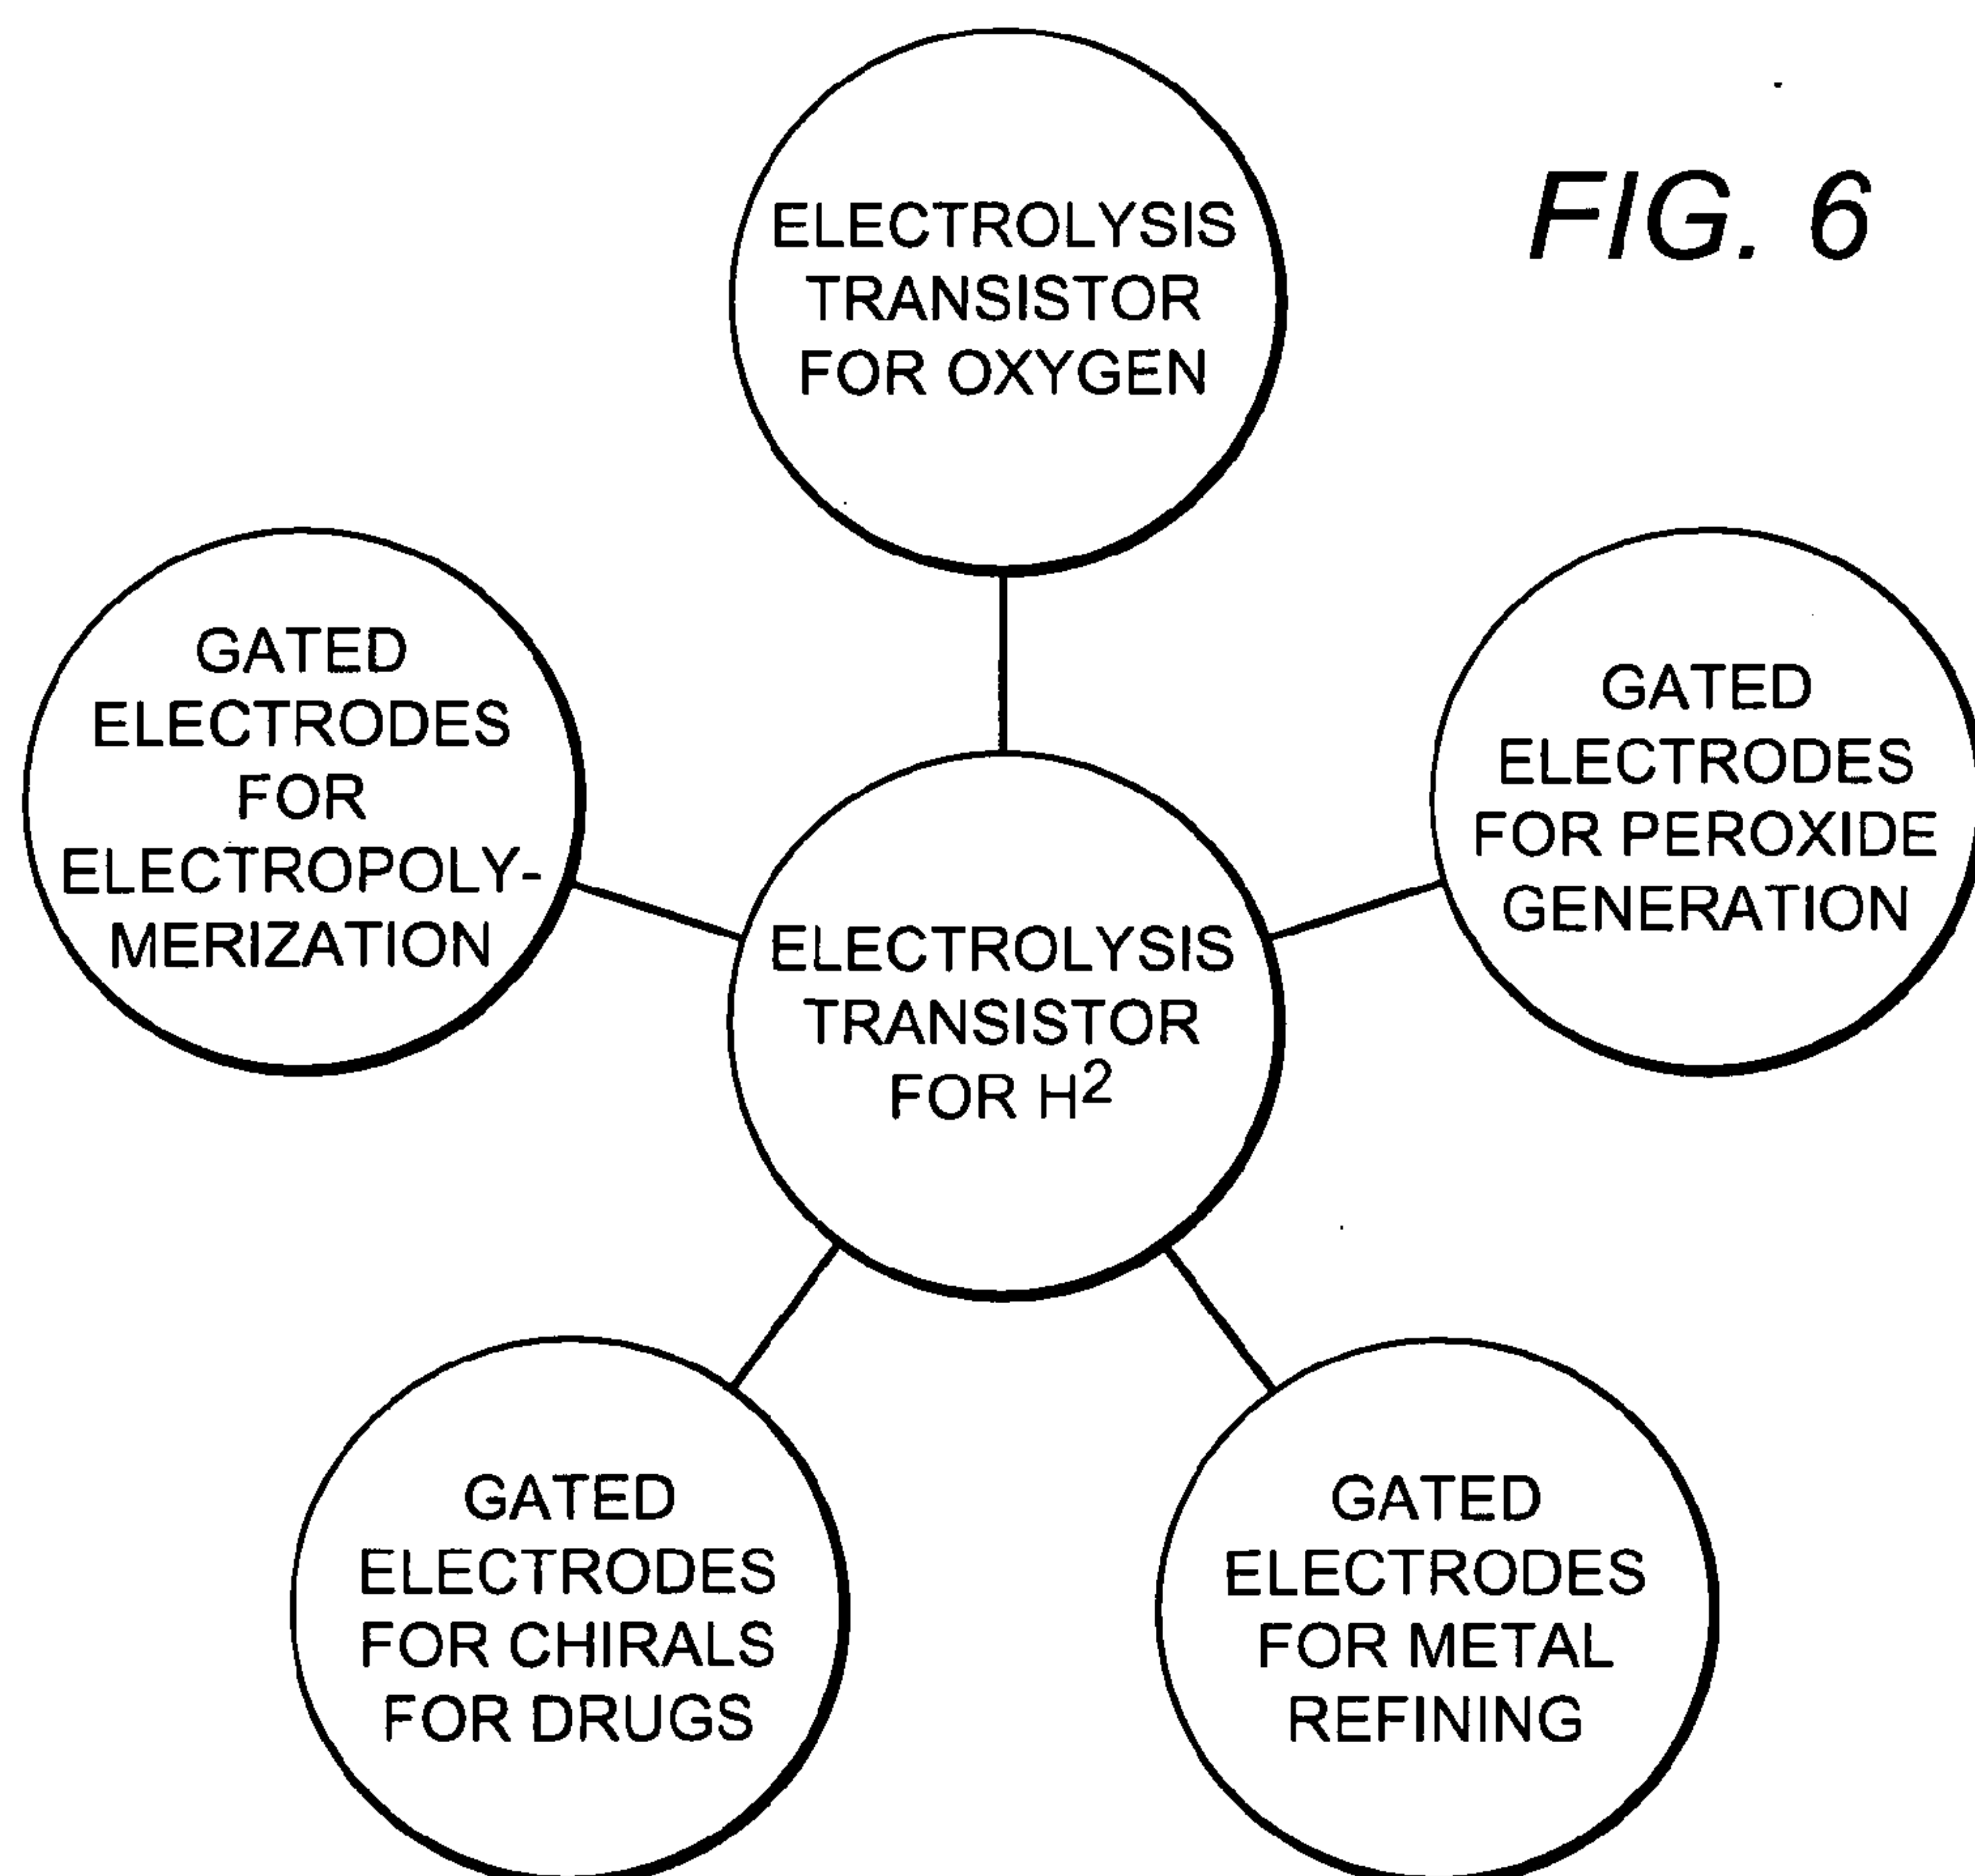 FIG. 6
ELECTROLYSIS
TRANSISTOR
FOR OXYGEN
GATED
ELECTRODES
FOR
ELECTROPOLY-
MERIZATION
GATED
ELECTRODES
FOR PEROXIDE
GENERATION
ELECTROLYSIS
TRANSISTOR
FOR H²
GATED
ELECTRODES
FOR CHIRALS
FOR DRUGS
GATED
ELECTRODES
FOR METAL
REFINING